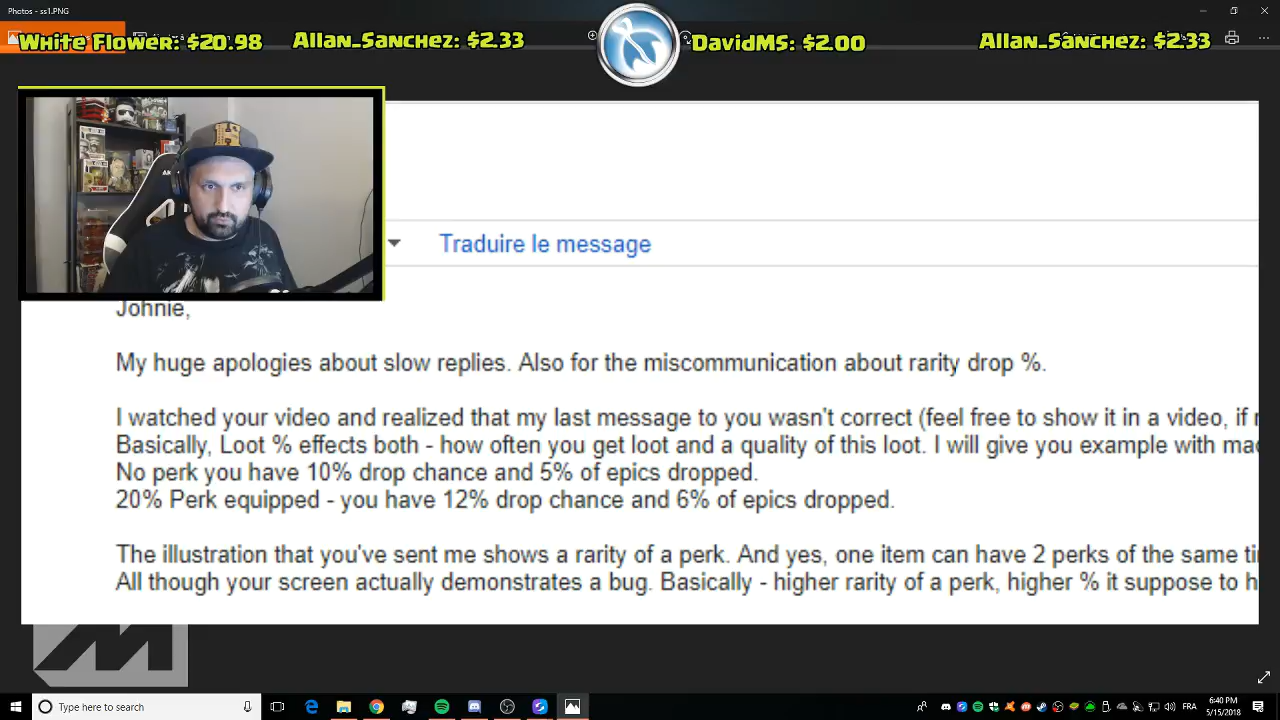 Photos - ss1.PNG
White Flower: $20.98
Allan_Sanchez: $2.33
DavidMS: $2.00
Allan_Sanchez: $2.33
Traduire le message
Johnie,
My huge apologies about slow replies. Also for the miscommunication about rarity drop %.
I watched your video and realized that my last message to you wasn't correct (feel free to show it in a video, if
Basically, Loot % effects both - how often you get loot and a quality of this loot. I will give you example with
No perk you have 10% drop chance and 5% of epics dropped.
20% Perk equipped - you have 12% drop chance and 6% of epics dropped.
The illustration that you've sent me shows a rarity of a perk. And yes, one item can have 2 perks of the same
All though your screen actually demonstrates a bug. Basically - higher rarity of a perk, higher % it suppose to
Type here to search
FRA
6:40 PM
5/15/2018